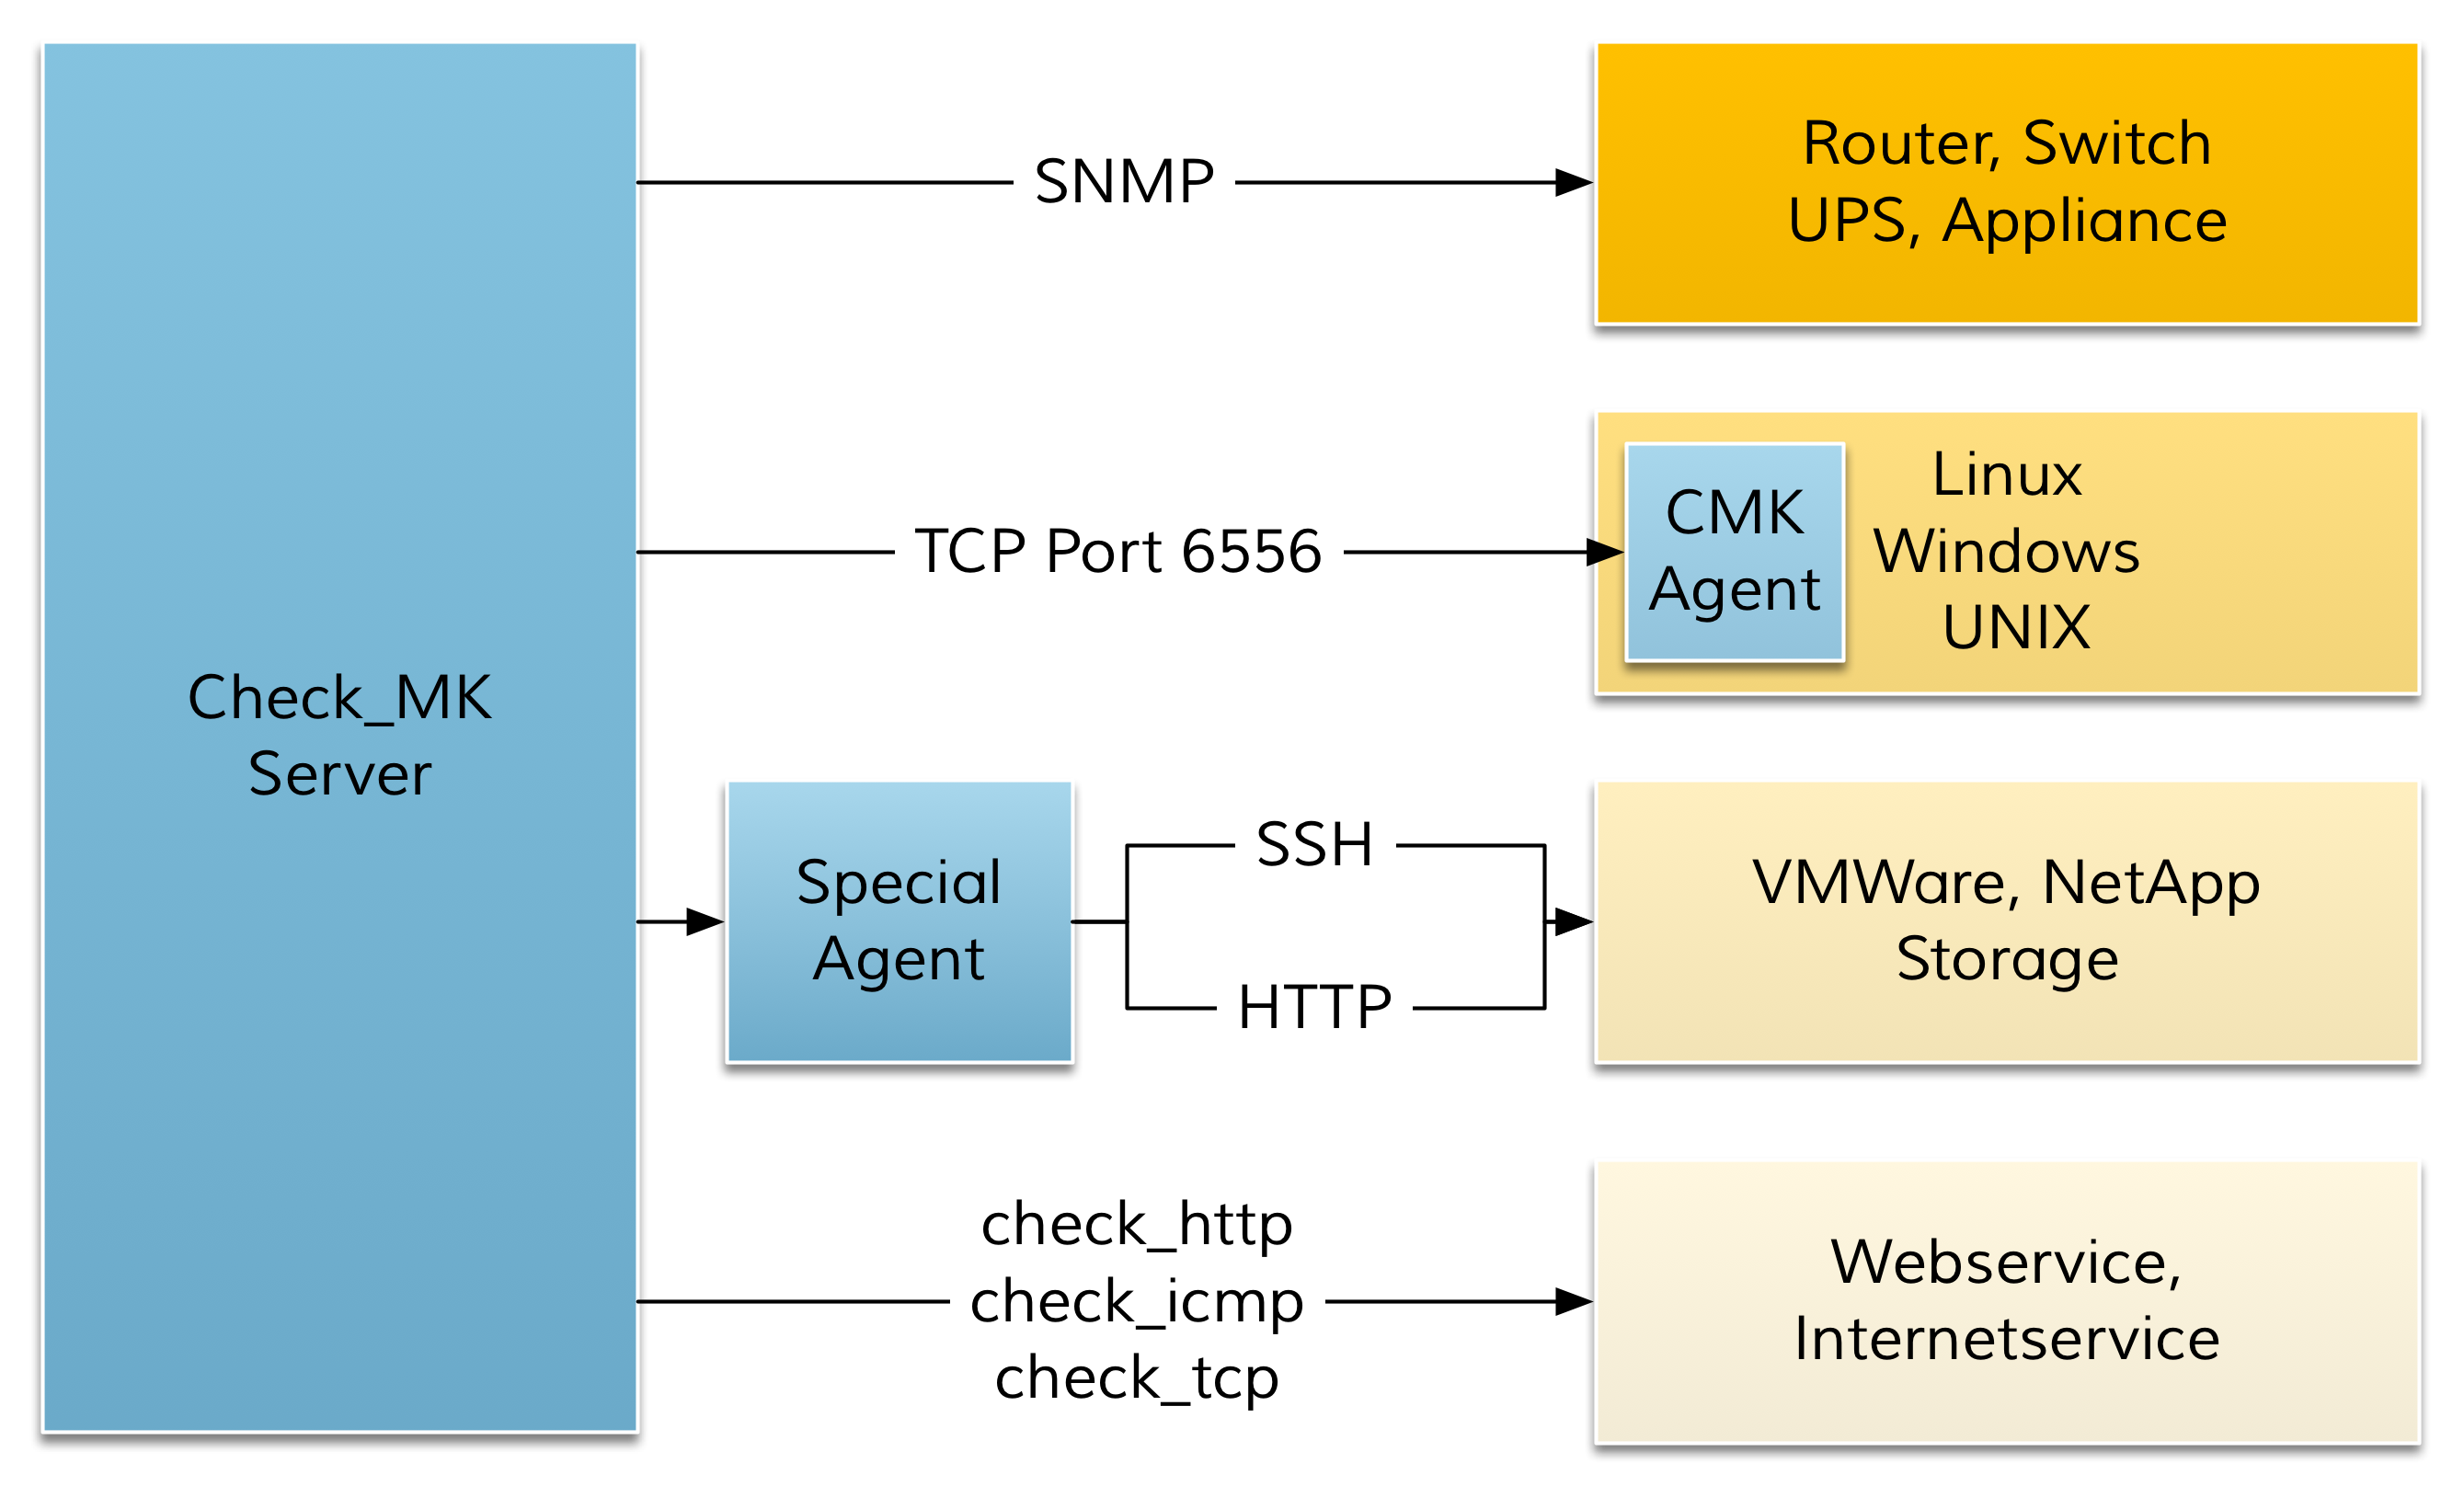 Check_MK
Server
SNMP
Router, Switch
UPS, Appliance
TCP Port 6556
CMK
Agent
Linux
Windows
UNIX
Special
Agent
SSH
HTTP
VMWare, NetApp
Storage
check_http
check_icmp
check_tcp
Webservice,
Internetservice